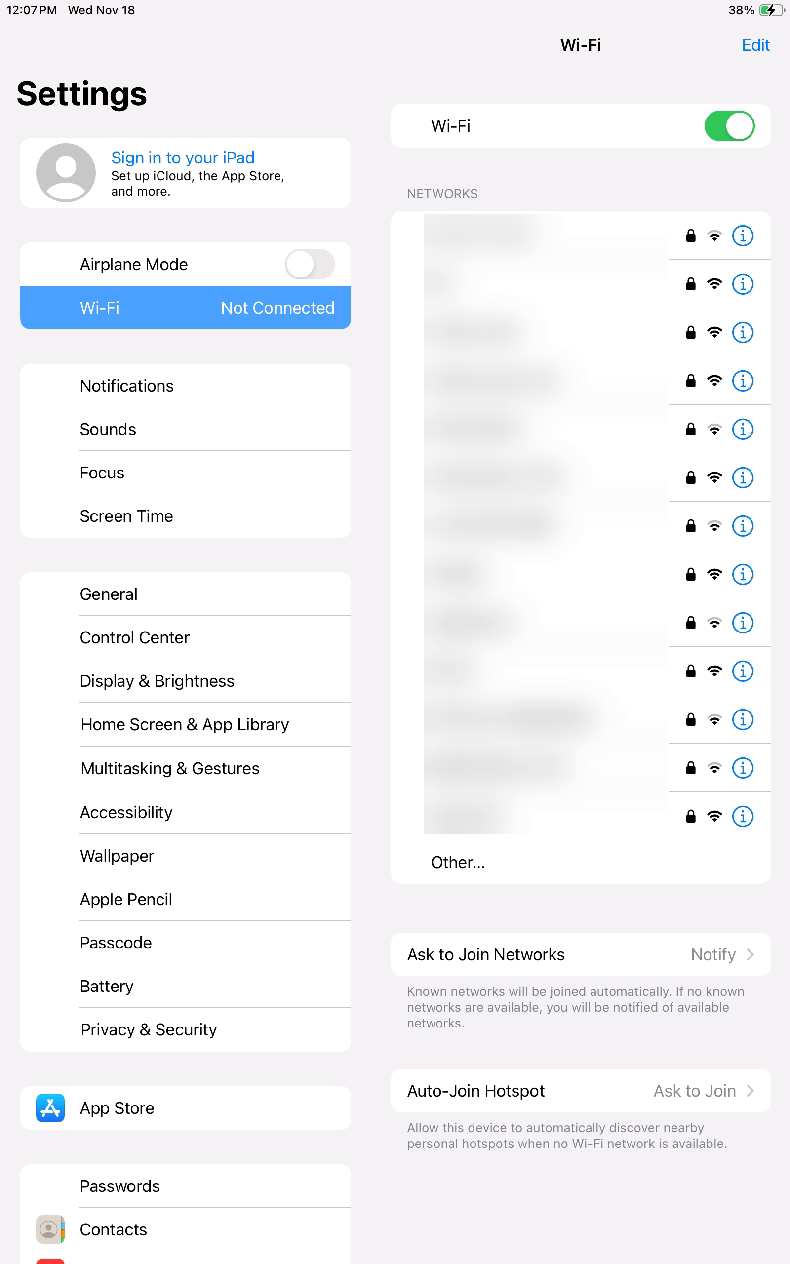 12:07 PM Wed Nov 18
38%
Wi-Fi
Edit
Settings
Sign in to your iPad
Set up iCloud, the App Store,
and more.
Airplane Mode
Wi-Fi Not Connected
Notifications
Sounds
Focus
Screen Time
General
Control Center
Display & Brightness
Home Screen & App Library
Multitasking & Gestures
Accessibility
Wallpaper
Apple Pencil
Passcode
Battery
Privacy & Security
App Store
Passwords
Contacts
Wi-Fi
NETWORKS
Other...
Ask to Join Networks Notify
Known networks will be joined automatically. If no known
networks are available, you will be notified of available
networks.
Auto-Join Hotspot Ask to Join
Allow this device to automatically discover nearby
personal hotspots when no Wi-Fi network is available.